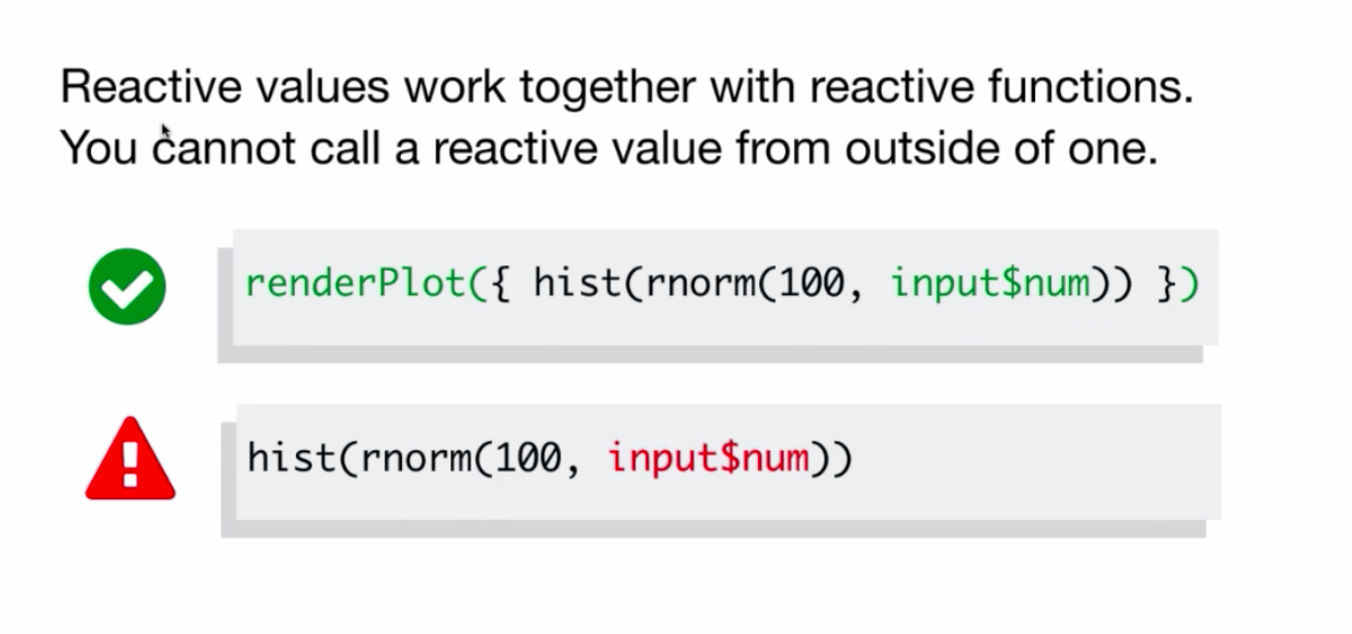 Reactive values work together with reactive functions.
You cannot call a reactive value from outside of one.
renderPlot({ hist(rnorm(100, input$num)) })
hist(rnorm(100, input$num))